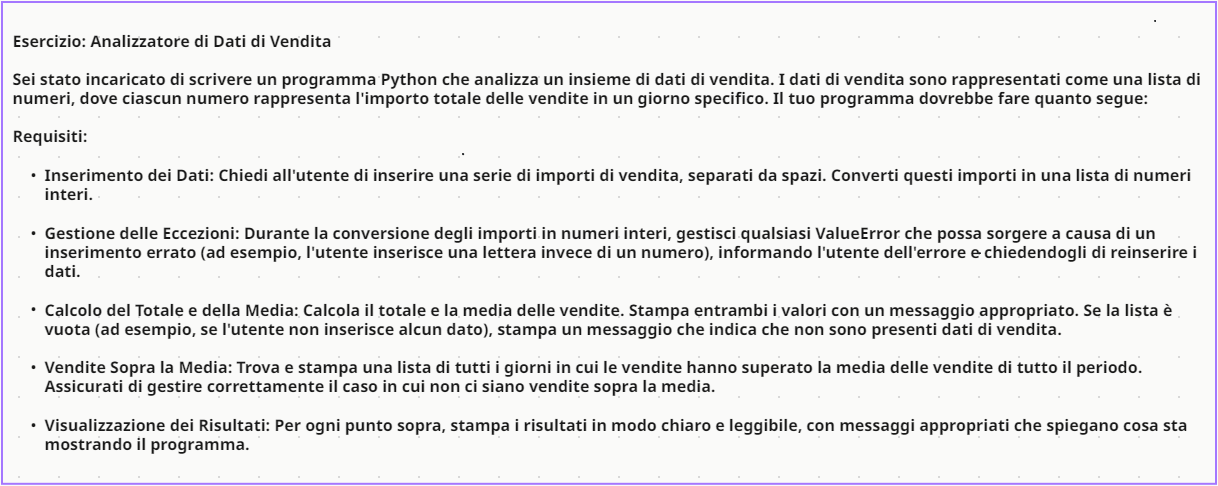 Esercizio: Analizzatore di Dati di Vendita
Sei stato incaricato di scrivere un programma Python che analizza un insieme di dati di vendita. I dati di vendita sono rappresentati come una lista di
numeri, dove ciascun numero rappresenta l'importo totale delle vendite in un giorno specifico. Il tuo programma dovrebbe fare quanto segue:
Requisiti:
• Inserimento dei Dati: Chiedi all'utente di inserire una serie di importi di vendita, separati da spazi. Converti questi importi in una lista di numeri
interi.
• Gestione delle Eccezioni: Durante la conversione degli importi in numeri interi, gestisci qualsiasi ValueError che possa sorgere a causa di un
inserimento errato (ad esempio, l'utente inserisce una lettera invece di un numero), informando l'utente dell'errore e chiedendogli di reinserire i
dati.
• Calcolo del Totale e della Media: Calcola il totale e la media delle vendite. Stampa entrambi i valori con un messaggio appropriato. Se la lista è
vuota (ad esempio, se l'utente non inserisce alcun dato), stampa un messaggio che indica che non sono presenti dati di vendita.
• Vendite Sopra la Media: Trova e stampa una lista di tutti i giorni in cui le vendite hanno superato la media delle vendite di tutto il periodo.
Assicurati di gestire correttamente il caso in cui non ci siano vendite sopra la media.
• Visualizzazione dei Risultati: Per ogni punto sopra, stampa i risultati in modo chiaro e leggibile, con messaggi appropriati che spiegano cosa sta
mostrando il programma.